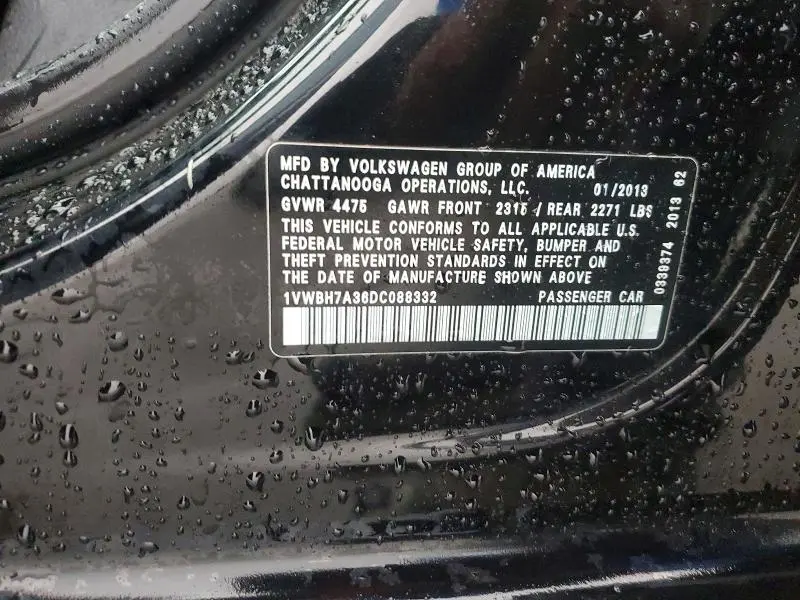 MFD BY VOLKSWAGEN GROUP OF AMERICA
CHATTANOOGA OPERATIONS, LLC. 01/2013
GVWR 4475 GAWR FRONT 2315 / REAR 2271 LBS
THIS VEHICLE CONFORMS TO ALL APPLICABLE U.S.
FEDERAL MOTOR VEHICLE SAFETY, BUMPER AND
THEFT PREVENTION STANDARDS IN EFFECT ON
THE DATE OF MANUFACTURE SHOWN ABOVE
1VWBH7A36DC088332 PASSENGER CAR
0339374 2013 62